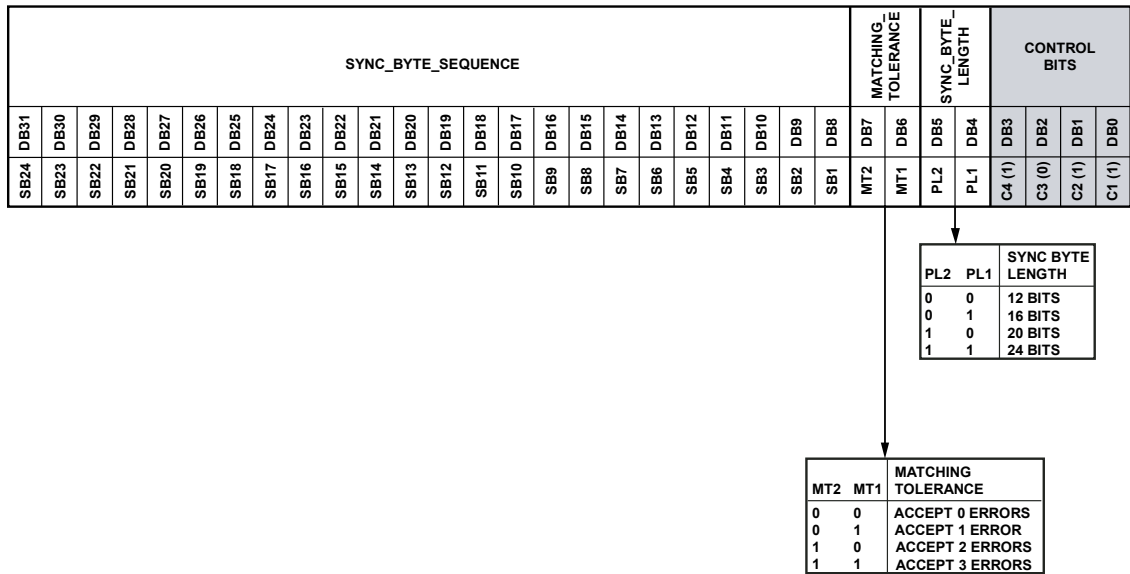 SYNC_BYTE_SEQUENCE
MATCHING_
TOLERANCE
SYNC_BYTE_
LENGTH
CONTROL
BITS
DB31 DB30 DB29 DB28 DB27 DB26 DB25 DB24 DB23 DB22 DB21 DB20 DB19 DB18 DB17 DB16 DB15 DB14 DB13 DB12 DB11 DB10 DB9 DB8 DB7 DB6 DB5 DB4 DB3 DB2 DB1 DB0
SB24 SB23 SB22 SB21 SB20 SB19 SB18 SB17 SB16 SB15 SB14 SB13 SB12 SB11 SB10 SB9 SB8 SB7 SB6 SB5 SB4 SB3 SB2 SB1 MT2 MT1 PL2 PL1 C4 (1) C3 (0) C2 (1) C1 (1)
SYNC BYTE
PL2 PL1 LENGTH
0 0 12 BITS
0 1 16 BITS
1 0 20 BITS
1 1 24 BITS
MATCHING
MT2 MT1 TOLERANCE
0 0 ACCEPT 0 ERRORS
0 1 ACCEPT 1 ERROR
1 0 ACCEPT 2 ERRORS
1 1 ACCEPT 3 ERRORS